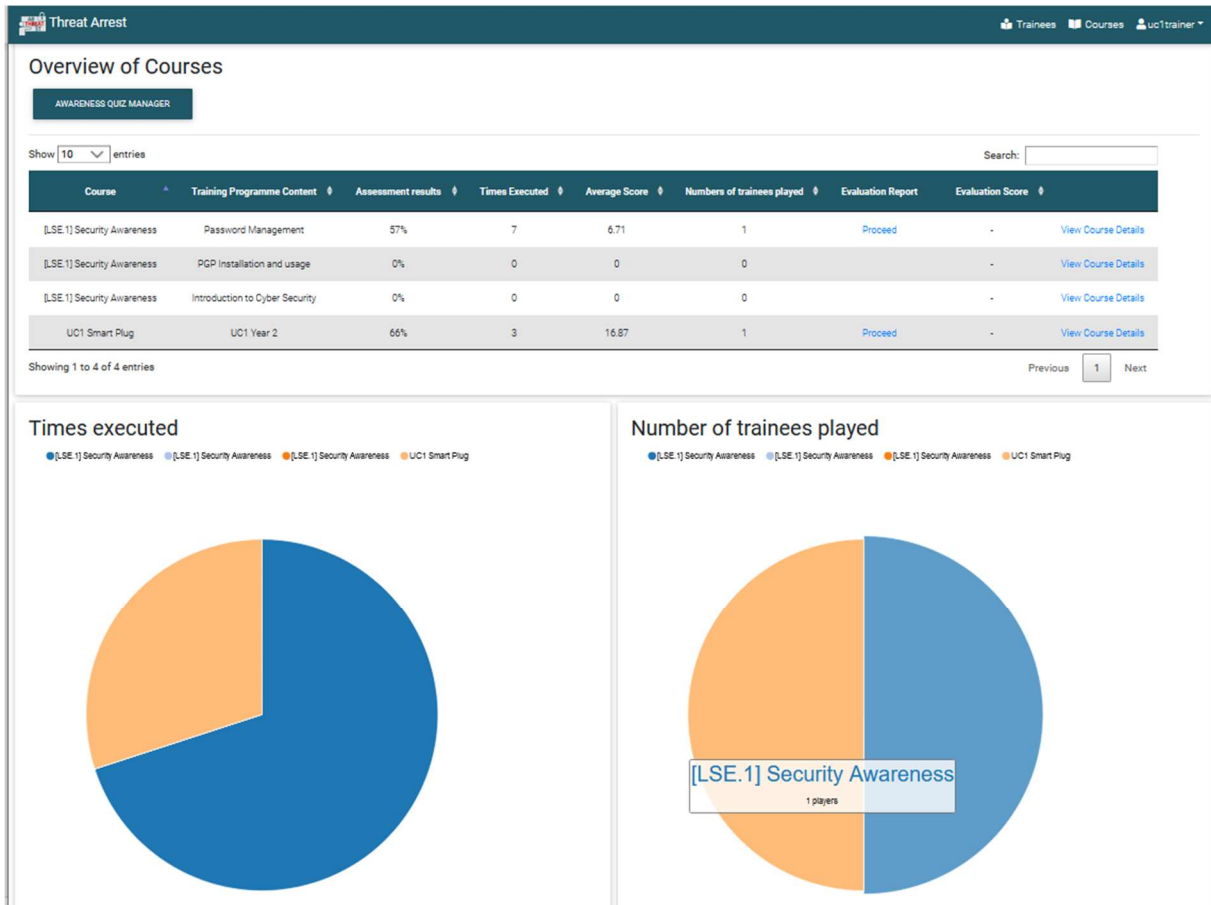 Threat Arrest Trainees Courses uc1trainer
Overview of Courses
AWARENESS QUIZ MANAGER
Show 10 entries Search:
Course Training Programme Content Assessment results Times Executed Average Score Numbers of trainees played Evaluation Report Evaluation Score
[LSE.1] Security Awareness Password Management 57% 7 6.71 1 Proceed - View Course Details
[LSE.1] Security Awareness PGP Installation and usage 0% 0 0 0 - View Course Details
[LSE.1] Security Awareness Introduction to Cyber Security 0% 0 0 0 - View Course Details
UC1 Smart Plug UC1 Year 2 66% 3 16.87 1 Proceed - View Course Details
Showing 1 to 4 of 4 entries Previous 1 Next
Times executed
[LSE.1] Security Awareness [LSE.1] Security Awareness [LSE.1] Security Awareness UC1 Smart Plug
Number of trainees played
[LSE.1] Security Awareness [LSE.1] Security Awareness [LSE.1] Security Awareness UC1 Smart Plug
[LSE.1] Security Awareness
1 players